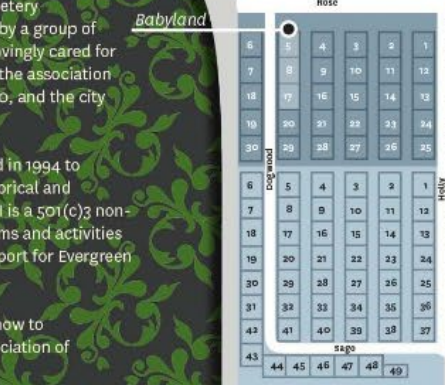 etery
by a group of
vingly cared for
the association
0, and the city
d in 1994 to
orical and
is a 501(c)3 non-
ms and activities
port for Evergreen
now to
ciation of
Babyland
Rose
6 5 4 3 2 1
7 8 9 10 11 12
18 17 16 15 14 13
19 20 21 22 23 24
30 29 28 27 26 25
Dogwood
Holly
6 5 4 3 2 1
7 8 9 10 11 12
18 17 16 15 14 13
19 20 21 22 23 24
30 29 28 27 26 25
31 32 33 34 35 36
42 41 40 39 38 37
Sago
43 44 45 46 47 48 49